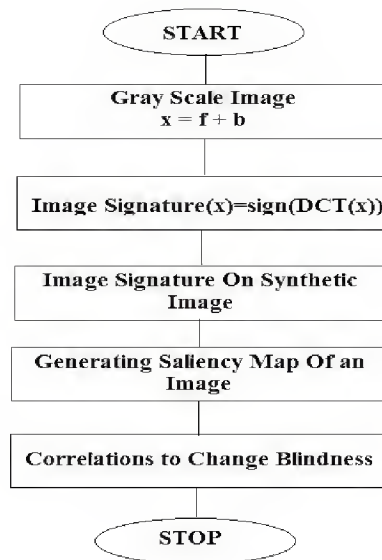 START
Gray Scale Image
x = f + b
Image Signature(x)=sign(DCT(x))
Image Signature On Synthetic
Image
Generating Saliency Map Of an
Image
Correlations to Change Blindness
STOP